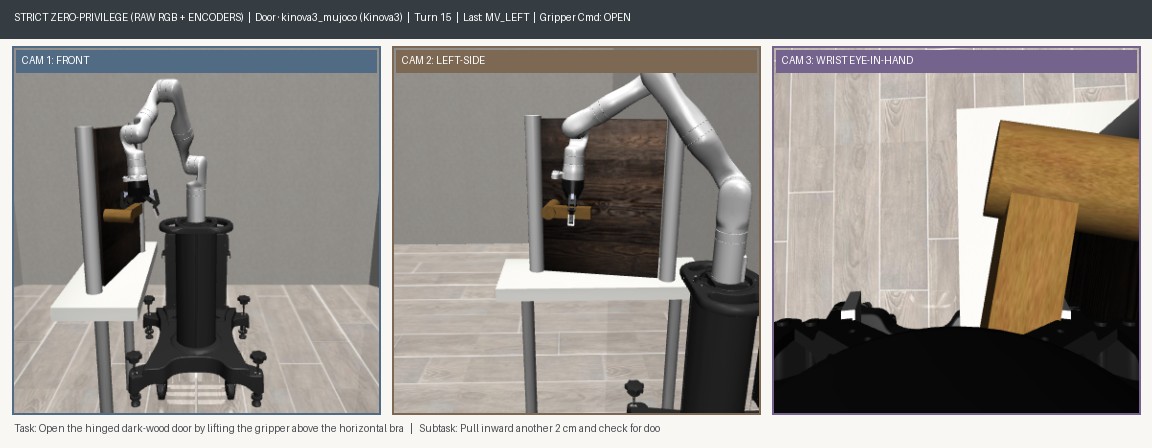 STRICT ZERO-PRIVILEGE (RAW RGB + ENCODERS) | Door · kinova3_mujoco (Kinova3) | Turn 15 | Last MV_LEFT | Gripper Cmd: OPEN
CAM 1: FRONT
CAM 2: LEFT-SIDE
CAM 3: WRIST EYE-IN-HAND
Task: Open the hinged dark-wood door by lifting the gripper above the horizontal bra | Subtask: Pull inward another 2 cm and check for doo